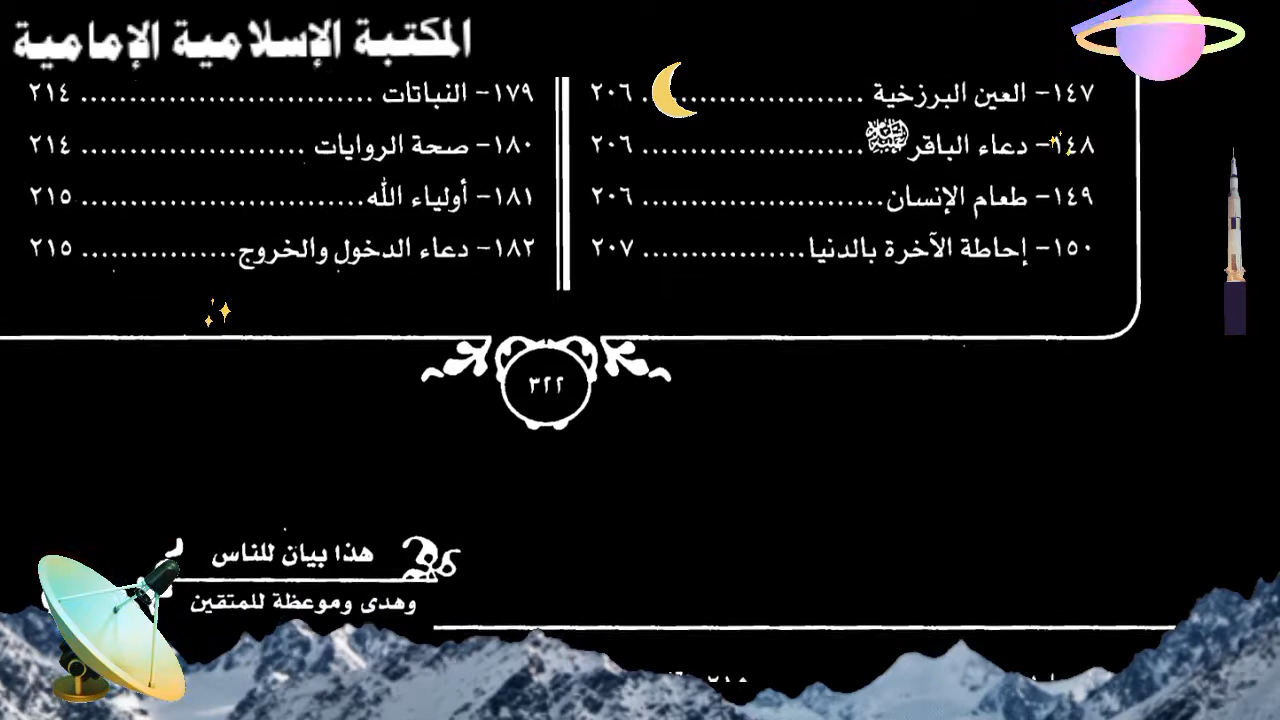 المكتبة الإسلامية الإمامية
١٤٧- العين البرزخية ................... ٢٠٦
١٤٨- دعاء الباقر عليه السلام ................... ٢٠٦
١٤٩- طعام الإنسان ................... ٢٠٦
١٥٠- إحاطة الآخرة بالدنيا ................ ٢٠٧
١٧٩- النباتات ............................. ٢١٤
١٨٠- صحة الروايات ....................... ٢١٤
١٨١- أولياء الله ............................. ٢١٥
١٨٢- دعاء الدخول والخروج ................ ٢١٥
٣٢٢
هذا بيان للناس
وهدى وموعظة للمتقين